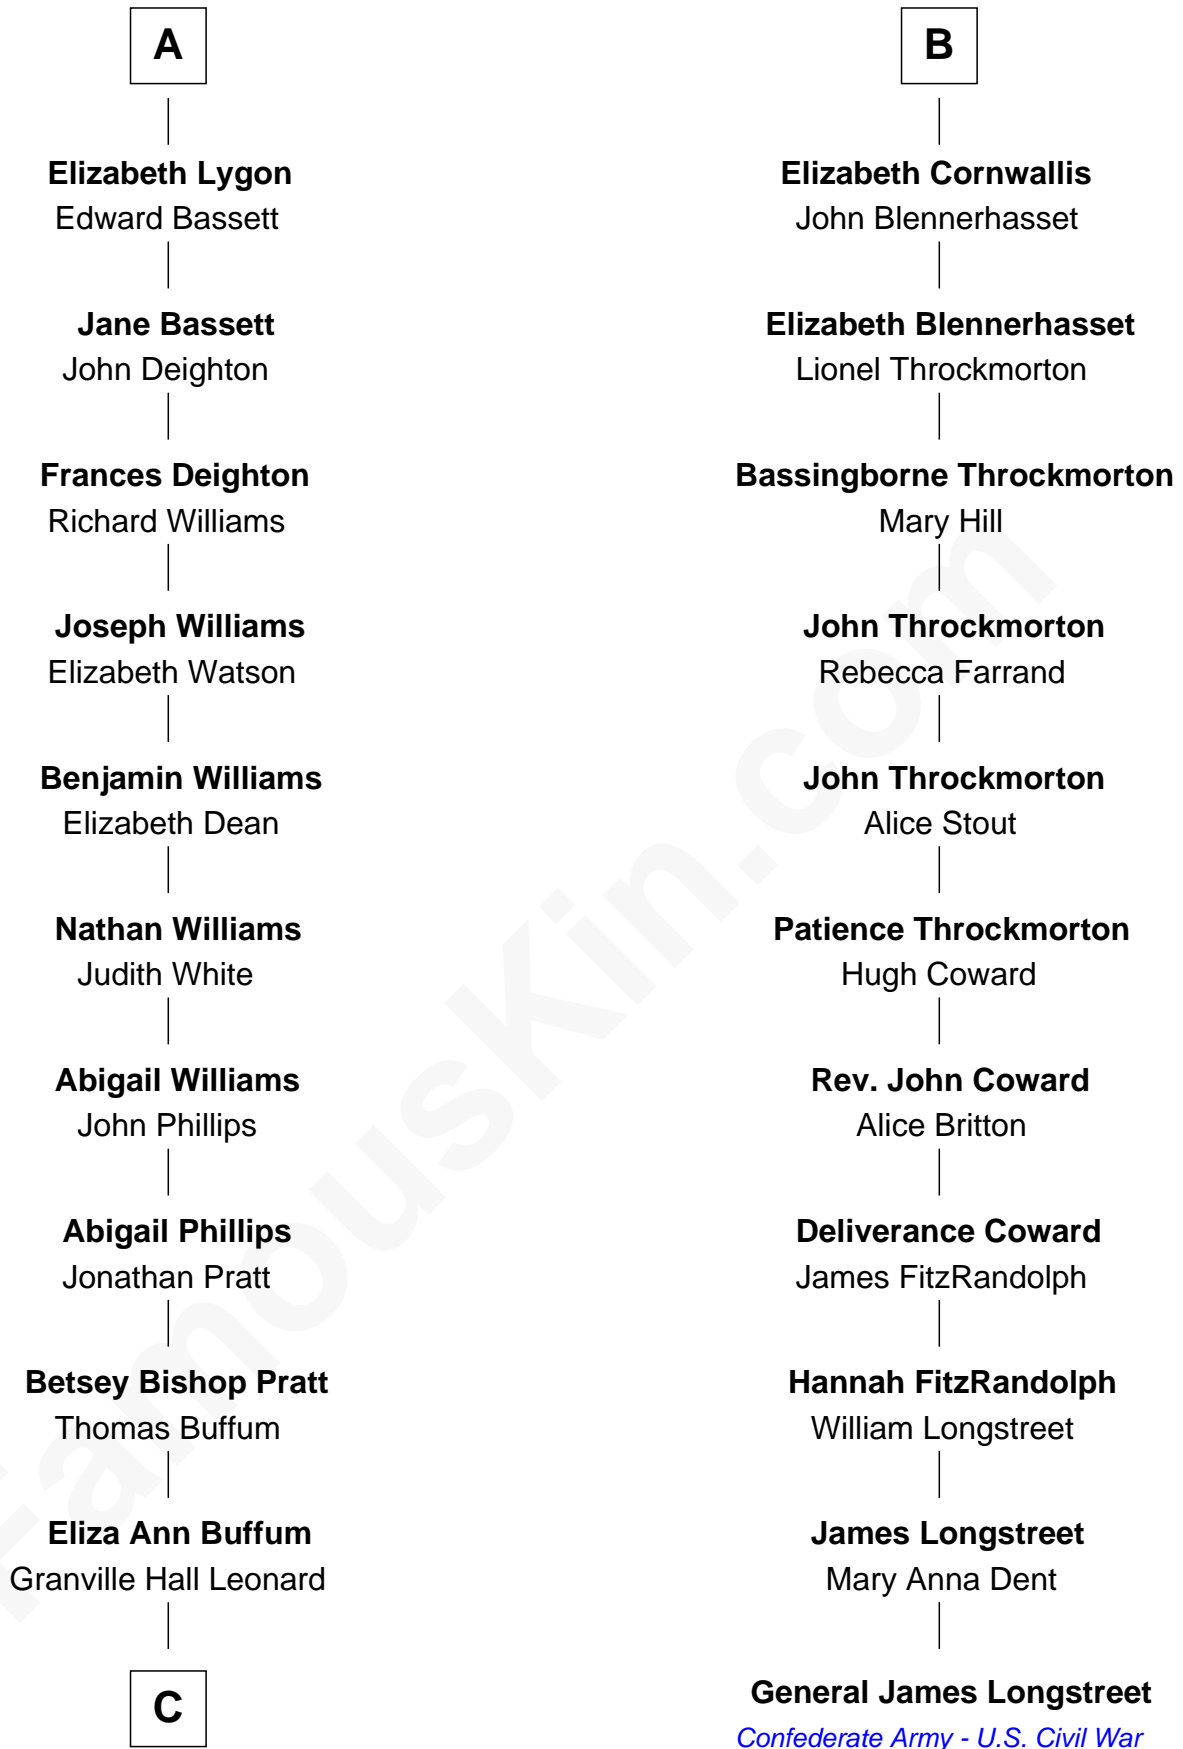 A
Elizabeth Lygon
Edward Bassett
Jane Bassett
John Deighton
Frances Deighton
Richard Williams
Joseph Williams
Elizabeth Watson
Benjamin Williams
Elizabeth Dean
Nathan Williams
Judith White
Abigail Williams
John Phillips
Abigail Phillips
Jonathan Pratt
Betsey Bishop Pratt
Thomas Buffum
Eliza Ann Buffum
Granville Hall Leonard
C
B
Elizabeth Cornwallis
John Blennerhasset
Elizabeth Blennerhasset
Lionel Throckmorton
Bassingborne Throckmorton
Mary Hill
John Throckmorton
Rebecca Farrand
John Throckmorton
Alice Stout
Patience Throckmorton
Hugh Coward
Rev. John Coward
Alice Britton
Deliverance Coward
James FitzRandolph
Hannah FitzRandolph
William Longstreet
James Longstreet
Mary Anna Dent
General James Longstreet
Confederate Army - U.S. Civil War
FamousKin.com